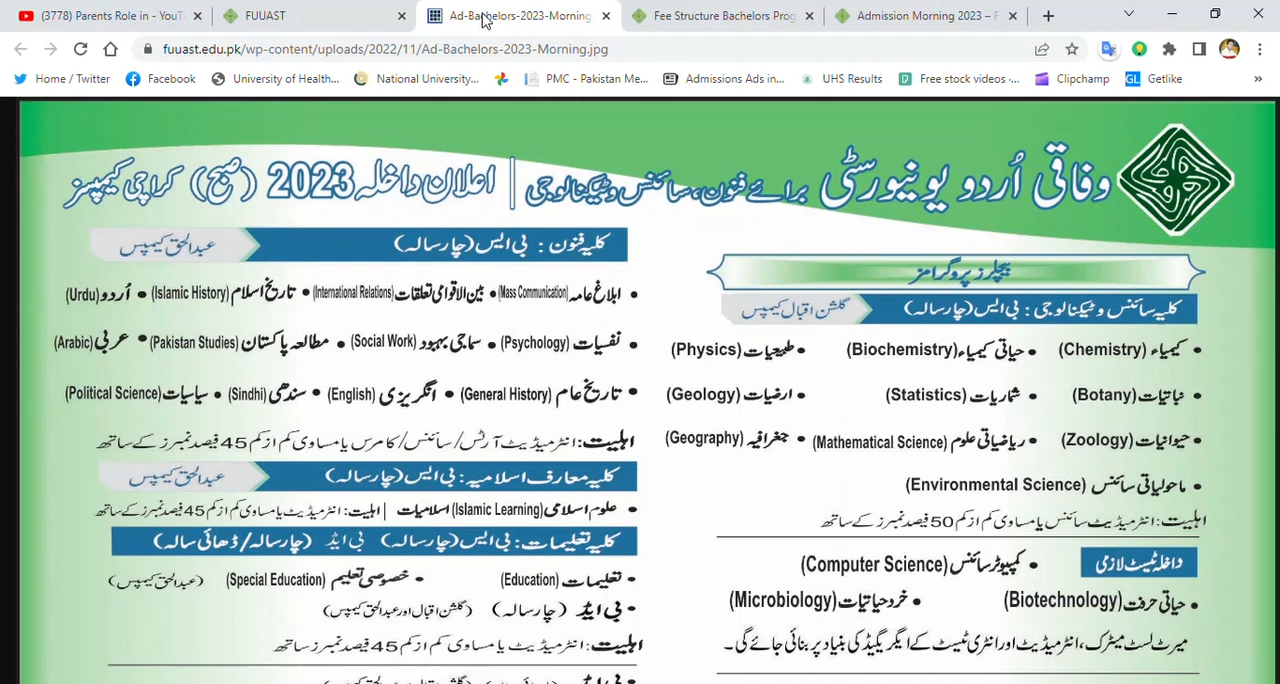 (3778) Parents Role in - YouT
FUUAST
Ad-Bachelors-2023-Morning
Fee Structure Bachelors Prog
Admission Morning 2023 – F
fuuast.edu.pk/wp-content/uploads/2022/11/Ad-Bachelors-2023-Morning.jpg
Home / Twitter
Facebook
University of Health...
National University...
PMC - Pakistan Me...
Admissions Ads in...
UHS Results
Free stock videos -...
Clipchamp
Getlike
»
وفاقی اُردو یونیورسٹی برائے فنون، سائنس و ٹیکنالوجی | اعلان داخلہ 2023 (صبح) کراچی کیمپسز
بیچلرز پروگرامز
کلیہ سائنس و ٹیکنالوجی : بی ایس (چار سالہ) گلشن اقبال کیمپس
• کیمیاء (Chemistry) • حیاتی کیمیاء (Biochemistry) • طبیعیات (Physics)
• نباتیات (Botany) • شماریات (Statistics) • ارضیات (Geology)
• حیوانیات (Zoology) • ریاضیاتی علوم (Mathematical Science) • جغرافیہ (Geography)
• ماحولیاتی سائنس (Environmental Science)
اہلیت: انٹرمیڈیٹ سائنس یا مساوی کم از کم 50 فیصد نمبرز کے ساتھ
داخلہ ٹیسٹ لازمی • کمپیوٹر سائنس (Computer Science)
• حیاتی حرفت (Biotechnology) • خرد حیاتیات (Microbiology)
میرٹ لسٹ میٹرک، انٹرمیڈیٹ اور انٹری ٹیسٹ کے ایگریگیڈ کی بنیاد پر بنائی جائے گی۔
کلیہ فنون : بی ایس (چار سالہ) عبدالحق کیمپس
• ابلاغ عامہ (Mass Communication) • بین الاقوامی تعلقات (International Relations) • تاریخ اسلام (Islamic History) • اُردو (Urdu)
• نفسیات (Psychology) • سماجی بہبود (Social Work) • مطالعہ پاکستان (Pakistan Studies) • عربی (Arabic)
• تاریخ عام (General History) • انگریزی (English) • سندھی (Sindhi) • سیاسیات (Political Science)
اہلیت: انٹرمیڈیٹ آرٹس/سائنس/کامرس یا مساوی کم از کم 45 فیصد نمبرز کے ساتھ
کلیہ معارف اسلامیہ: بی ایس (چار سالہ) عبدالحق کیمپس
• علوم اسلامی (Islamic Learning) اسلامیات | اہلیت: انٹرمیڈیٹ یا مساوی کم از کم 45 فیصد نمبرز کے ساتھ
کلیہ تعلیمات: بی ایس (چار سالہ) بی ایڈ (چار سالہ/ڈھائی سالہ)
• تعلیمات (Education) • خصوصی تعلیم (Special Education) (عبدالحق کیمپس)
• بی ایڈ (چار سالہ) (گلشن اقبال اور عبدالحق کیمپس)
اہلیت: انٹرمیڈیٹ یا مساوی کم از کم 45 فیصد نمبرز کے ساتھ